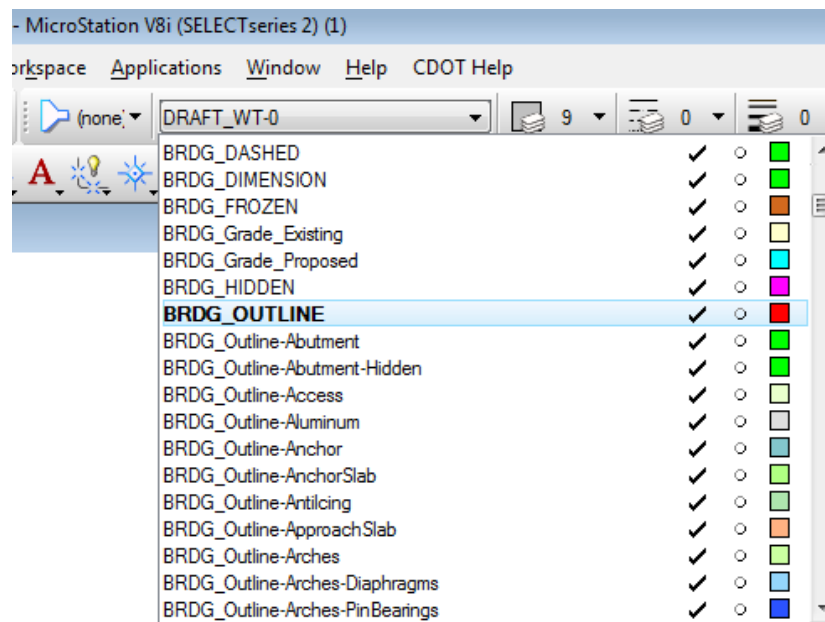 - MicroStation V8i (SELECTseries 2) (1)
orkspace Applications Window Help CDOT Help
(none) DRAFT_WT-0 9 0 0
BRDG_DASHED
BRDG_DIMENSION
BRDG_FROZEN
BRDG_Grade_Existing
BRDG_Grade_Proposed
BRDG_HIDDEN
BRDG_OUTLINE
BRDG_Outline-Abutment
BRDG_Outline-Abutment-Hidden
BRDG_Outline-Access
BRDG_Outline-Aluminum
BRDG_Outline-Anchor
BRDG_Outline-AnchorSlab
BRDG_Outline-AntiIcing
BRDG_Outline-ApproachSlab
BRDG_Outline-Arches
BRDG_Outline-Arches-Diaphragms
BRDG_Outline-Arches-PinBearings